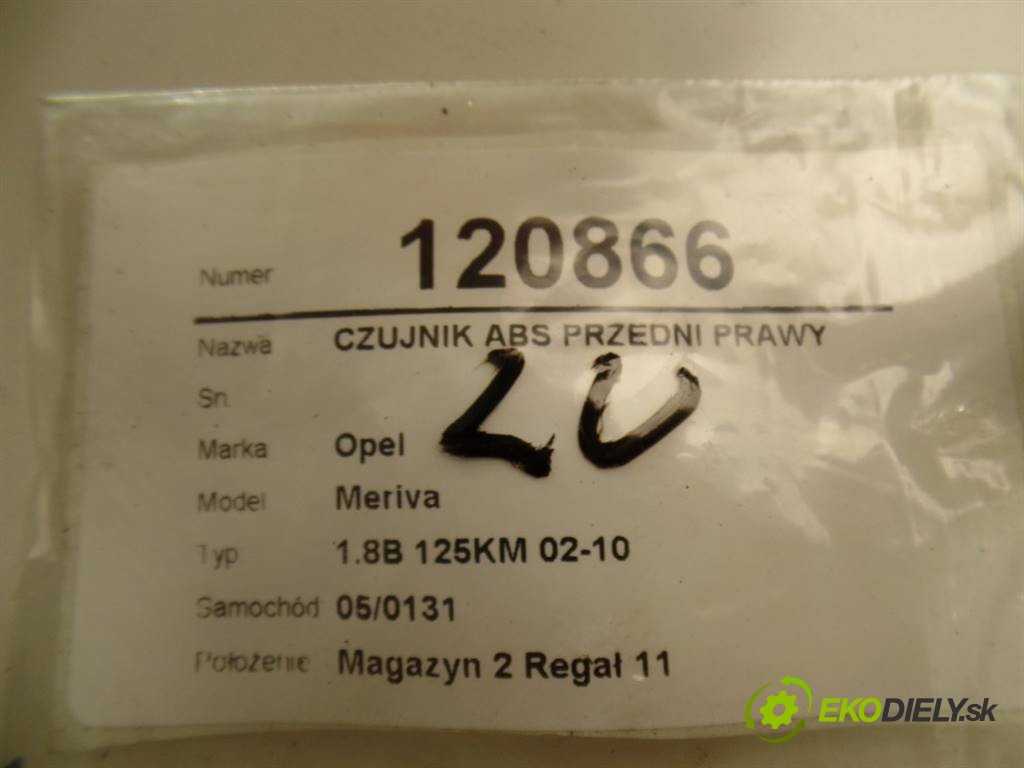 Numer 120866
Nazwa CZUJNIK ABS PRZEDNI PRAWY
Sn.
20
Marka Opel
Model Meriva
Typ 1.8B 125KM 02-10
Samochód 05/0131
Położenie Magazyn 2 Regał 11
EKODIELY.sk